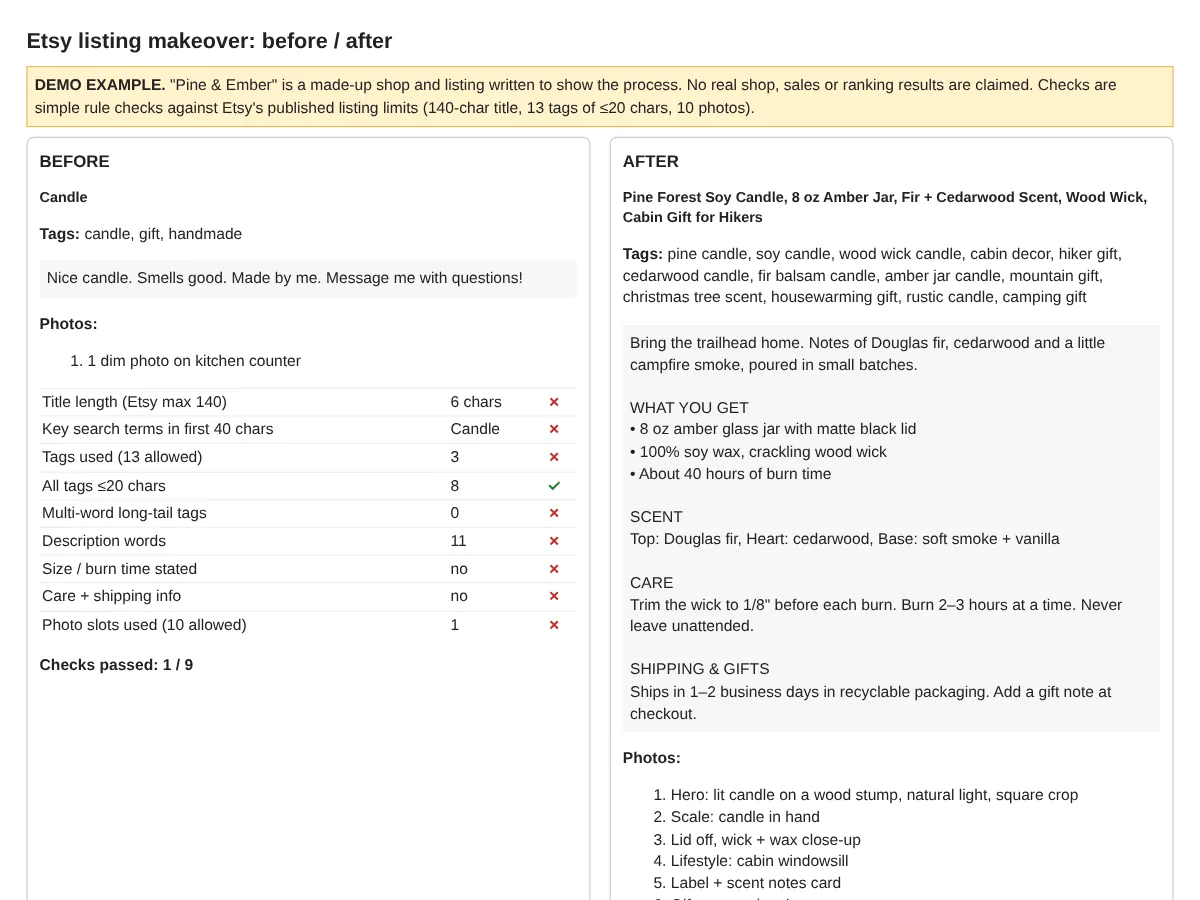 Etsy listing makeover: before / after
DEMO EXAMPLE. "Pine & Ember" is a made-up shop and listing written to show the process. No real shop, sales or ranking results are claimed. Checks are
simple rule checks against Etsy's published listing limits (140-char title, 13 tags of ≤20 chars, 10 photos).
BEFORE
Candle
Tags: candle, gift, handmade
Nice candle. Smells good. Made by me. Message me with questions!
Photos:
1. 1 dim photo on kitchen counter
Title length (Etsy max 140) 6 chars ×
Key search terms in first 40 chars Candle ×
Tags used (13 allowed) 3 ×
All tags ≤20 chars 8 ✓
Multi-word long-tail tags 0 ×
Description words 11 ×
Size / burn time stated no ×
Care + shipping info no ×
Photo slots used (10 allowed) 1 ×
Checks passed: 1 / 9
AFTER
Pine Forest Soy Candle, 8 oz Amber Jar, Fir + Cedarwood Scent, Wood Wick,
Cabin Gift for Hikers
Tags: pine candle, soy candle, wood wick candle, cabin decor, hiker gift,
cedarwood candle, fir balsam candle, amber jar candle, mountain gift,
christmas tree scent, housewarming gift, rustic candle, camping gift
Bring the trailhead home. Notes of Douglas fir, cedarwood and a little
campfire smoke, poured in small batches.
WHAT YOU GET
• 8 oz amber glass jar with matte black lid
• 100% soy wax, crackling wood wick
• About 40 hours of burn time
SCENT
Top: Douglas fir, Heart: cedarwood, Base: soft smoke + vanilla
CARE
Trim the wick to 1/8" before each burn. Burn 2–3 hours at a time. Never
leave unattended.
SHIPPING & GIFTS
Ships in 1–2 business days in recyclable packaging. Add a gift note at
checkout.
Photos:
1. Hero: lit candle on a wood stump, natural light, square crop
2. Scale: candle in hand
3. Lid off, wick + wax close-up
4. Lifestyle: cabin windowsill
5. Label + scent notes card